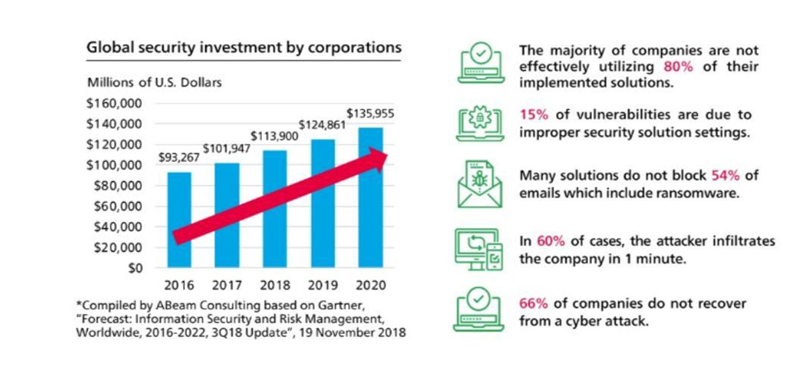 Global security investment by corporations
Millions of U.S. Dollars
$160,000
$140,000
$120,000
$100,000
$80,000
$60,000
$40,000
$20,000
$0
$93,267
$101,947
$113,900
$124,861
$135,955
2016 2017 2018 2019 2020
*Compiled by ABeam Consulting based on Gartner,
"Forecast: Information Security and Risk Management,
Worldwide, 2016-2022, 3Q18 Update", 19 November 2018
The majority of companies are not
effectively utilizing 80% of their
implemented solutions.
15% of vulnerabilities are due to
improper security solution settings.
Many solutions do not block 54% of
emails which include ransomware.
In 60% of cases, the attacker infiltrates
the company in 1 minute.
66% of companies do not recover
from a cyber attack.